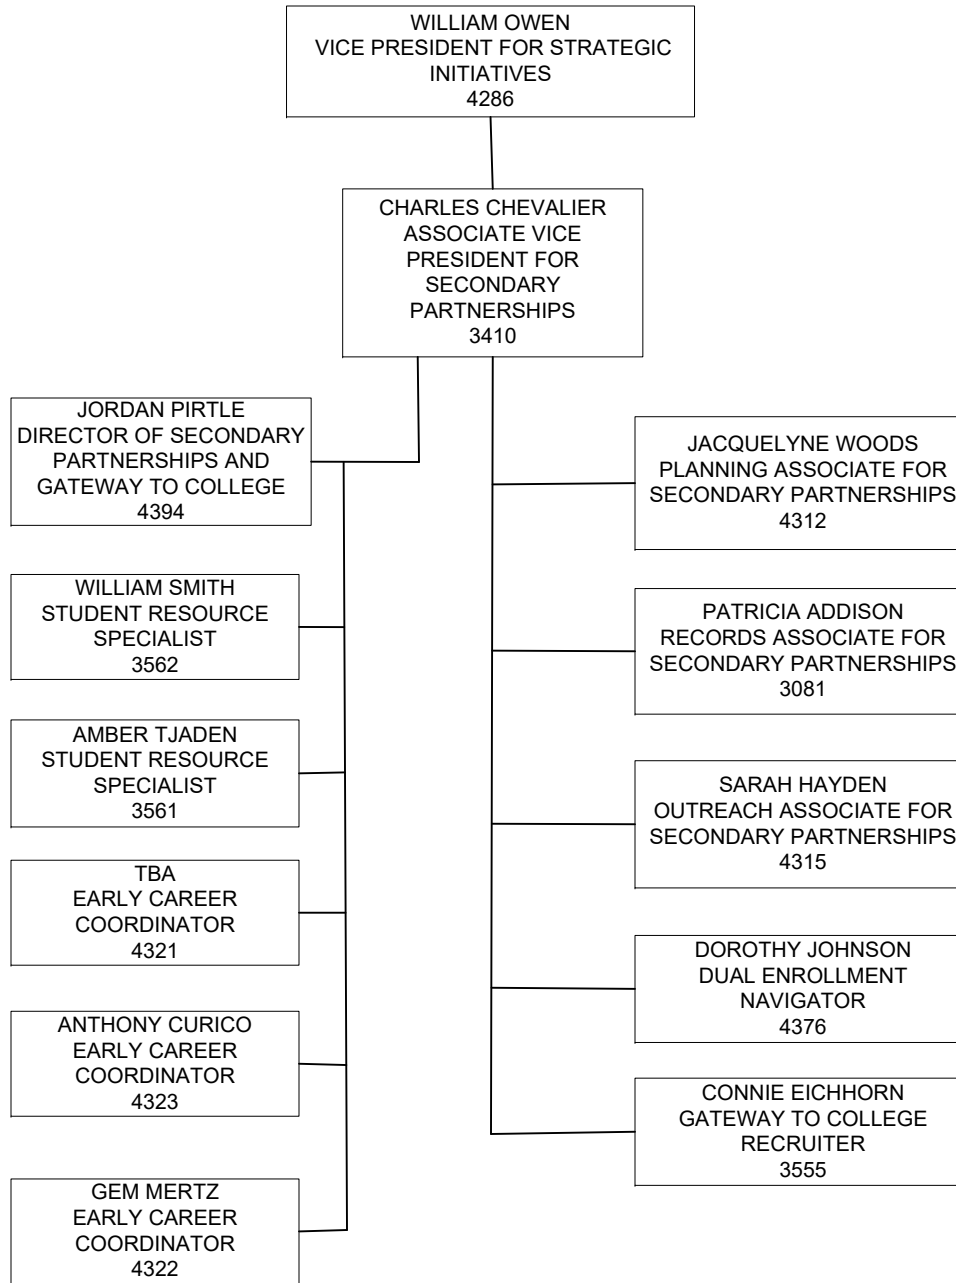 WILLIAM OWEN
VICE PRESIDENT FOR STRATEGIC
INITIATIVES
4286
CHARLES CHEVALIER
ASSOCIATE VICE
PRESIDENT FOR
SECONDARY
PARTNERSHIPS
3410
JORDAN PIRTLE
DIRECTOR OF SECONDARY
PARTNERSHIPS AND
GATEWAY TO COLLEGE
4394
WILLIAM SMITH
STUDENT RESOURCE
SPECIALIST
3562
AMBER TJADEN
STUDENT RESOURCE
SPECIALIST
3561
TBA
EARLY CAREER
COORDINATOR
4321
ANTHONY CURICO
EARLY CAREER
COORDINATOR
4323
GEM MERTZ
EARLY CAREER
COORDINATOR
4322
JACQUELYNE WOODS
PLANNING ASSOCIATE FOR
SECONDARY PARTNERSHIPS
4312
PATRICIA ADDISON
RECORDS ASSOCIATE FOR
SECONDARY PARTNERSHIPS
3081
SARAH HAYDEN
OUTREACH ASSOCIATE FOR
SECONDARY PARTNERSHIPS
4315
DOROTHY JOHNSON
DUAL ENROLLMENT
NAVIGATOR
4376
CONNIE EICHHORN
GATEWAY TO COLLEGE
RECRUITER
3555